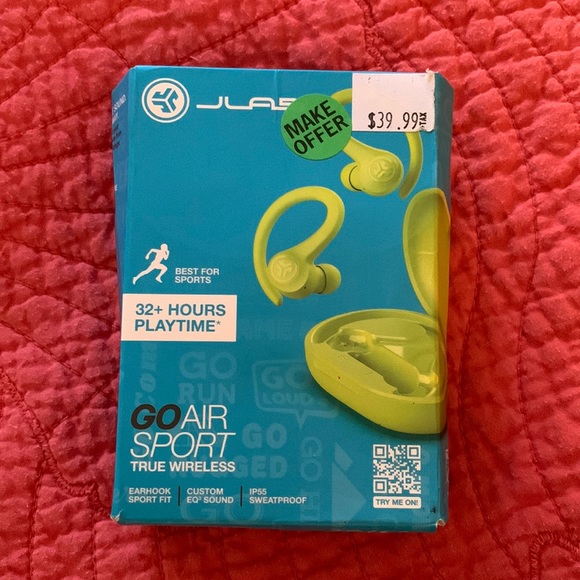 JLAB
MAKE
OFFER
$39.99
+TAX
BEST FOR
SPORTS
32+ HOURS
PLAYTIME*
GO
RUN
GO
LOUD
GOAIR
SPORT
GO
TRUE WIRELESS
EARHOOK
SPORT FIT
CUSTOM
EQ³ SOUND
IP55
SWEATPROOF
TRY ME ON!